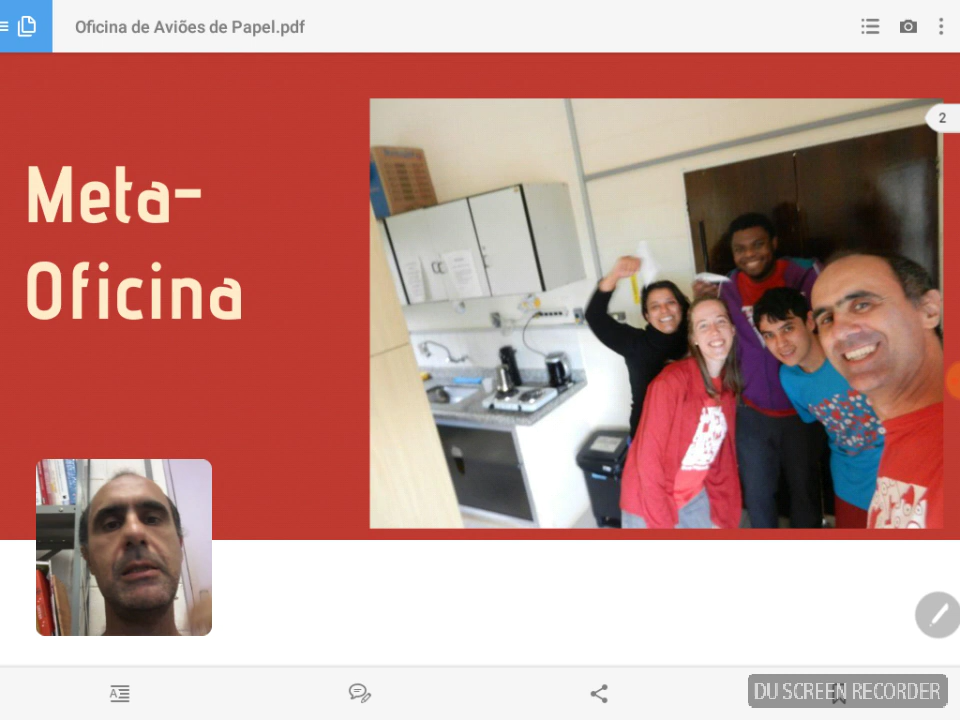 Oficina de Aviões de Papel.pdf
2
Meta-
Oficina
A
DU SCREEN RECORDER